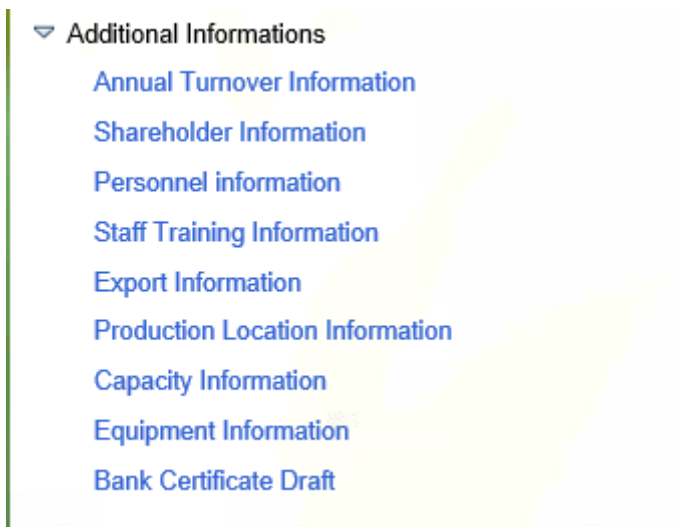 Additional Informations
Annual Turnover Information
Shareholder Information
Personnel information
Staff Training Information
Export Information
Production Location Information
Capacity Information
Equipment Information
Bank Certificate Draft